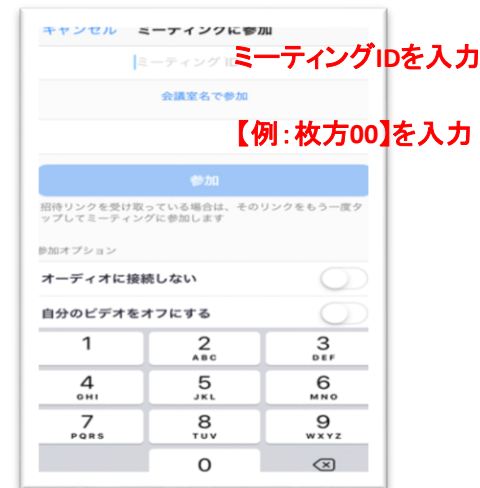 キャンセル ミーティングに参加
ミーティング ID
ミーティングIDを入力
会議室名で参加
【例：枚方00】を入力
参加
招待リンクを受け取っている場合は、そのリンクをもう一度タ
ップしてミーティングに参加します
参加オプション
オーディオに接続しない
自分のビデオをオフにする
1 2 3
ABC DEF
4 5 6
GHI JKL MNO
7 8 9
PQRS TUV WXYZ
0